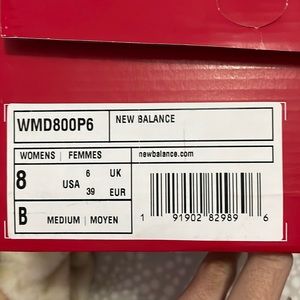 WMD800P6 NEW BALANCE
WOMENS | FEMMES newbalance.com
8 USA 6 UK 39 EUR
B MEDIUM | MOYEN
1 91902 82989 6